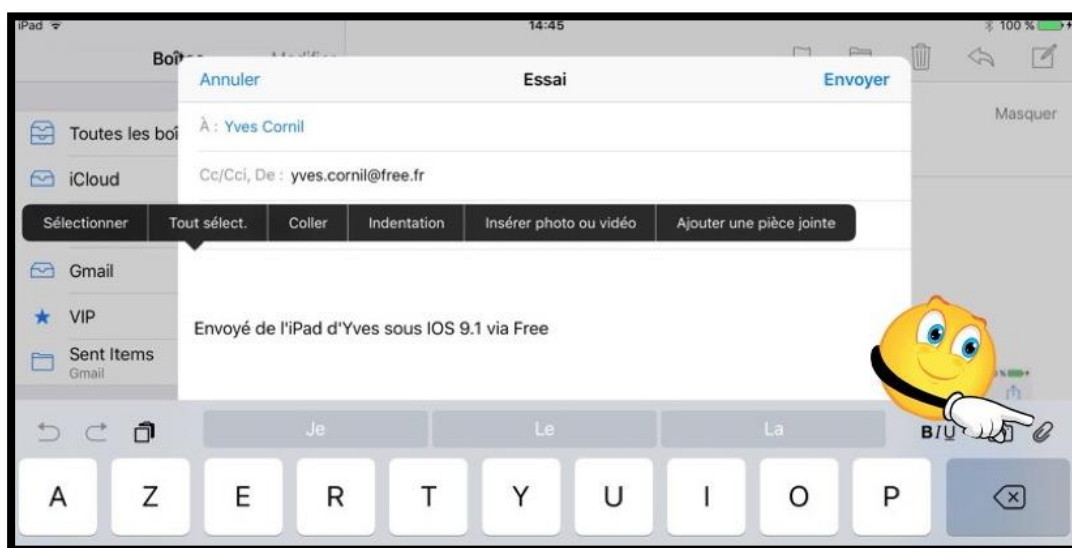 iPad 14:45 100 %
Annuler Essai Envoyer
Masquer
Toutes les boî
À : Yves Cornil
iCloud
Cc/Cci, De : yves.cornil@free.fr
Sélectionner Tout sélect. Coller Indentation Insérer photo ou vidéo Ajouter une pièce jointe
Gmail
VIP
Envoyé de l'iPad d'Yves sous IOS 9.1 via Free
Sent Items
Gmail
Je Le La
BIU
A Z E R T Y U I O P